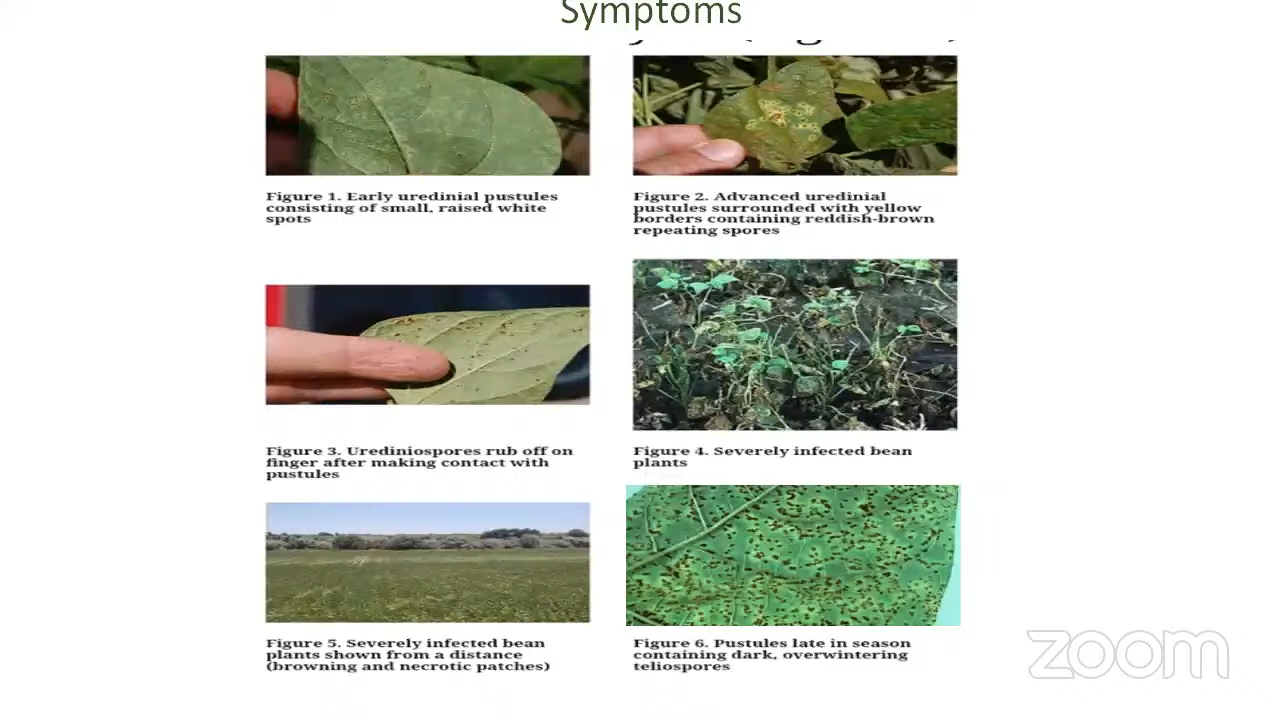 Symptoms
Figure 1. Early uredinial pustules
consisting of small, raised white
spots
Figure 2. Advanced uredinial
pustules surrounded with yellow
borders containing reddish-brown
repeating spores
Figure 3. Urediniospores rub off on
finger after making contact with
pustules
Figure 4. Severely infected bean
plants
Figure 5. Severely infected bean
plants shown from a distance
(browning and necrotic patches)
Figure 6. Pustules late in season
containing dark, overwintering
teliospores
zoom